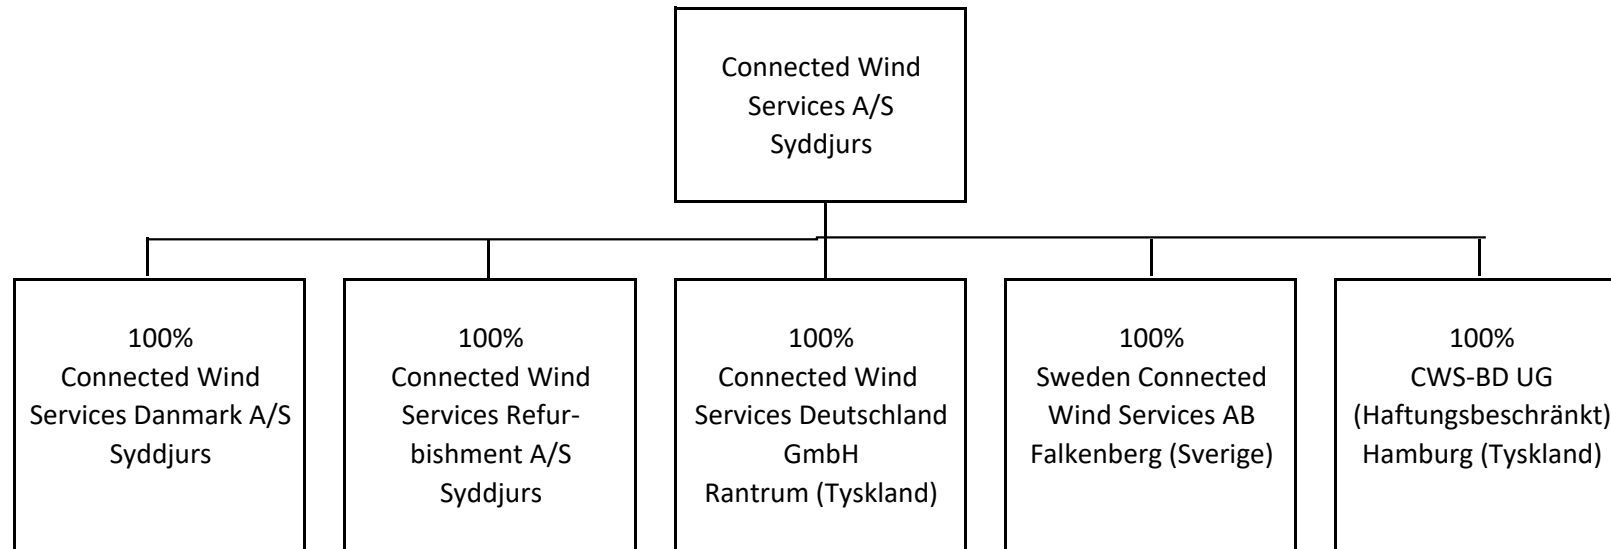 Connected Wind
Services A/S
Syddjurs
100%
Connected Wind
Services Danmark A/S
Syddjurs
100%
Connected Wind
Services Refur-
bishment A/S
Syddjurs
100%
Connected Wind
Services Deutschland
GmbH
Rantrum (Tyskland)
100%
Sweden Connected
Wind Services AB
Falkenberg (Sverige)
100%
CWS-BD UG
(Haftungsbeschränkt)
Hamburg (Tyskland)